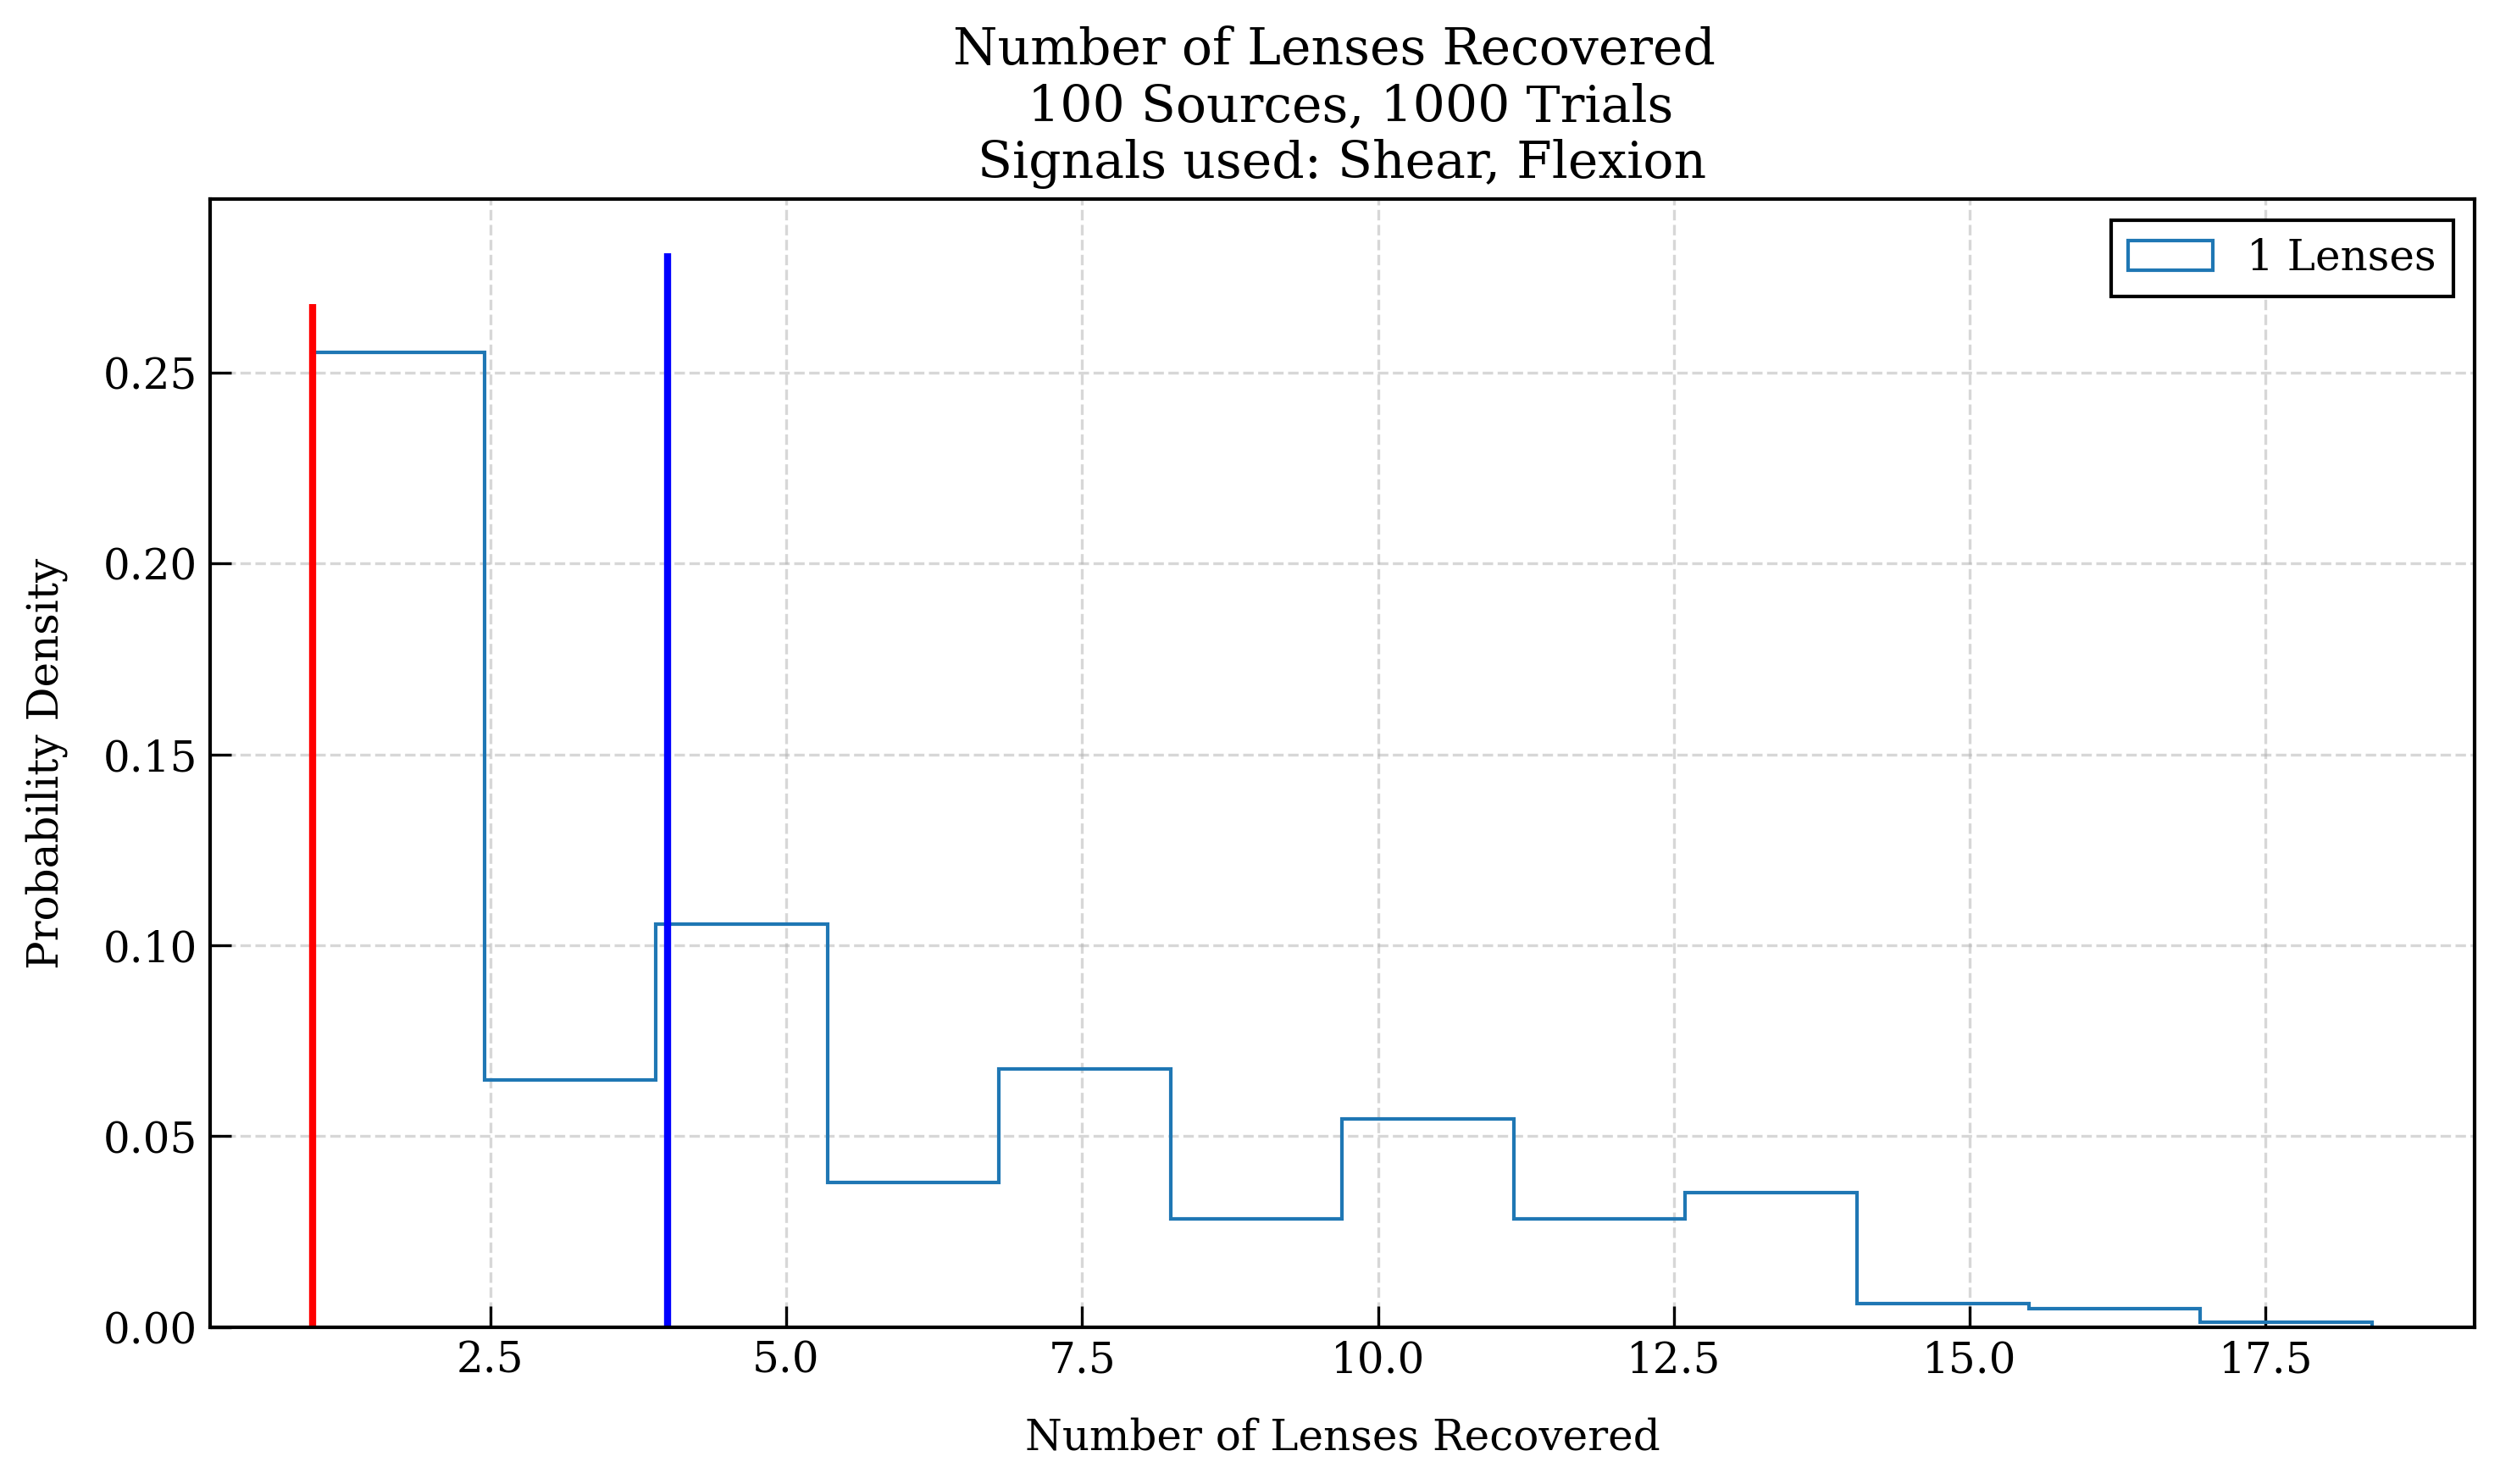 Number of Lenses Recovered
100 Sources, 1000 Trials
Signals used: Shear, Flexion
1 Lenses
Probability Density
0.25
0.20
0.15
0.10
0.05
0.00
2.5 5.0 7.5 10.0 12.5 15.0 17.5
Number of Lenses Recovered